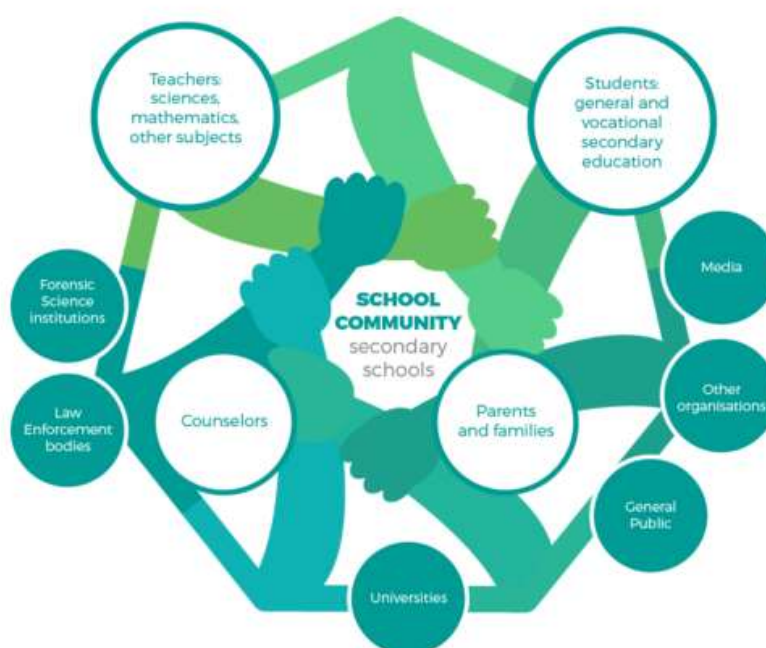 Teachers:
sciences,
mathematics,
other subjects
Students:
general and
vocational
secondary
education
Forensic
Science
institutions
Media
SCHOOL
COMMUNITY
secondary
schools
Law
Enforcement
bodies
Counselors
Parents
and families
Other
organisations
General
Public
Universities